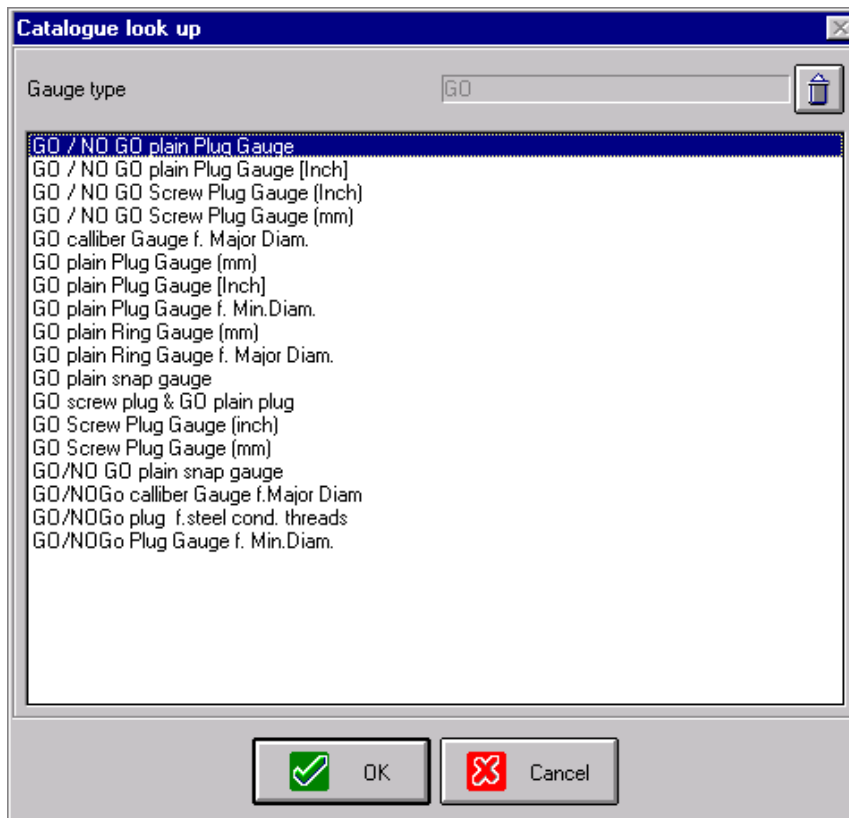 Catalogue look up
Gauge type GO
GO / NO GO plain Plug Gauge
GO / NO GO plain Plug Gauge [Inch]
GO / NO GO Screw Plug Gauge (Inch)
GO / NO GO Screw Plug Gauge (mm)
GO calliber Gauge f. Major Diam.
GO plain Plug Gauge (mm)
GO plain Plug Gauge [Inch]
GO plain Plug Gauge f. Min.Diam.
GO plain Ring Gauge (mm)
GO plain Ring Gauge f. Major Diam.
GO plain snap gauge
GO screw plug & GO plain plug
GO Screw Plug Gauge (inch)
GO Screw Plug Gauge (mm)
GO/NO GO plain snap gauge
GO/NOGo calliber Gauge f.Major Diam
GO/NOGo plug  f.steel cond. threads
GO/NOGo Plug Gauge f. Min.Diam.
OK Cancel